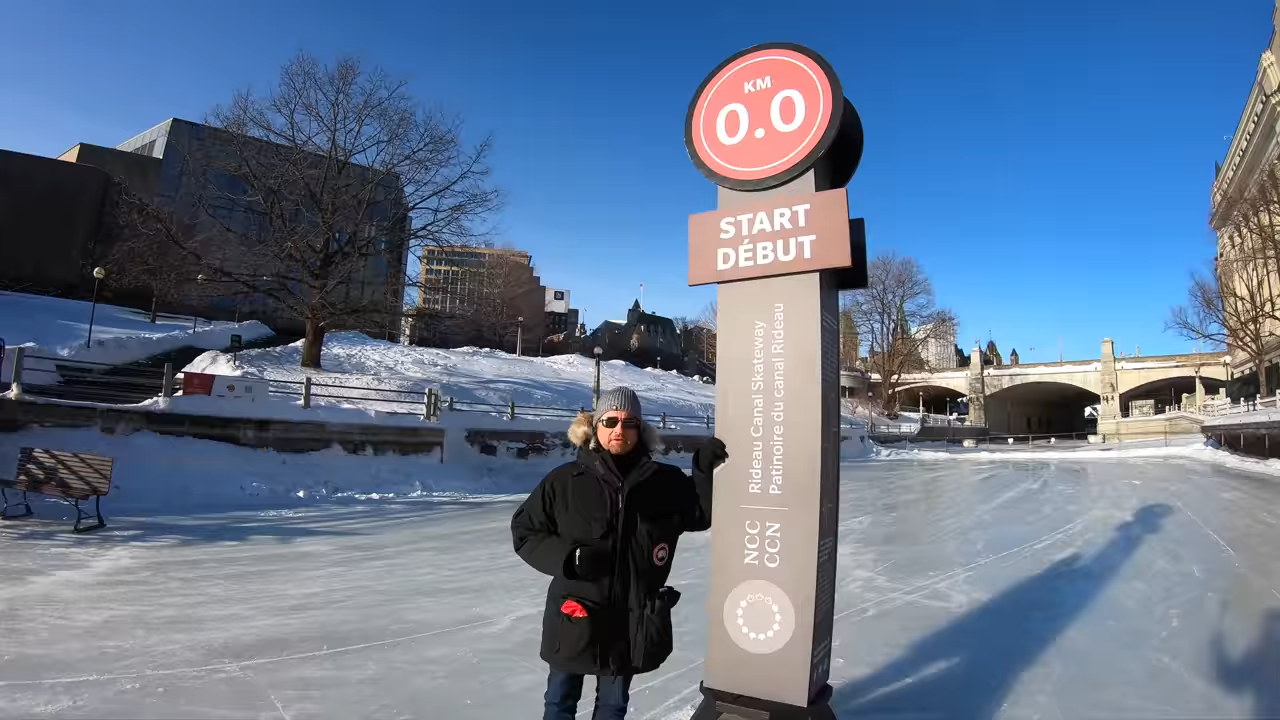 KM
0.0
START
DÉBUT
Rideau Canal Skateway
Patinoire du canal Rideau
NCC
CCN